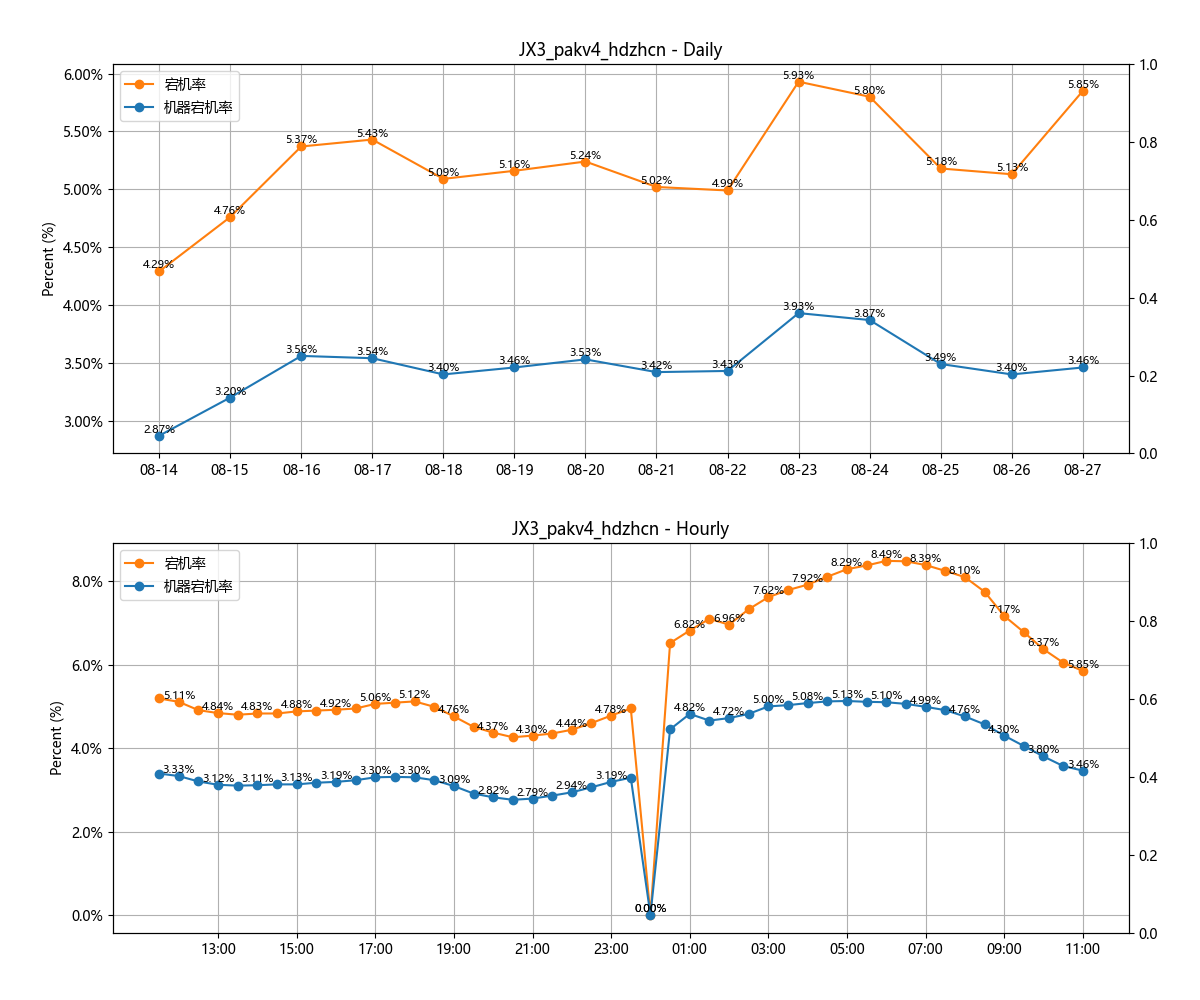 JX3_pakv4_hdzhcn - Daily
宕机率
机器宕机率
Percent (%)
6.00%
5.50%
5.00%
4.50%
4.00%
3.50%
3.00%
1.0
0.8
0.6
0.4
0.2
0.0
4.29% 4.76% 5.37% 5.43% 5.09% 5.16% 5.24% 5.02% 4.99% 5.93% 5.80% 5.18% 5.13% 5.85%
2.87% 3.20% 3.56% 3.54% 3.40% 3.46% 3.53% 3.42% 3.43% 3.93% 3.87% 3.49% 3.40% 3.46%
08-14 08-15 08-16 08-17 08-18 08-19 08-20 08-21 08-22 08-23 08-24 08-25 08-26 08-27
JX3_pakv4_hdzhcn - Hourly
宕机率
机器宕机率
Percent (%)
8.0%
6.0%
4.0%
2.0%
0.0%
1.0
0.8
0.6
0.4
0.2
0.0
5.11% 4.84% 4.83% 4.88% 4.92% 5.06% 5.12% 4.76% 4.37% 4.30% 4.44% 4.78% 0.00% 6.82% 6.96% 7.62% 7.92% 8.29% 8.49% 8.39% 8.10% 7.17% 6.37% 5.85%
3.33% 3.12% 3.11% 3.13% 3.19% 3.30% 3.30% 3.09% 2.82% 2.79% 2.94% 3.19% 0.00% 4.82% 4.72% 5.00% 5.08% 5.13% 5.10% 4.99% 4.76% 4.30% 3.80% 3.46%
13:00 15:00 17:00 19:00 21:00 23:00 01:00 03:00 05:00 07:00 09:00 11:00